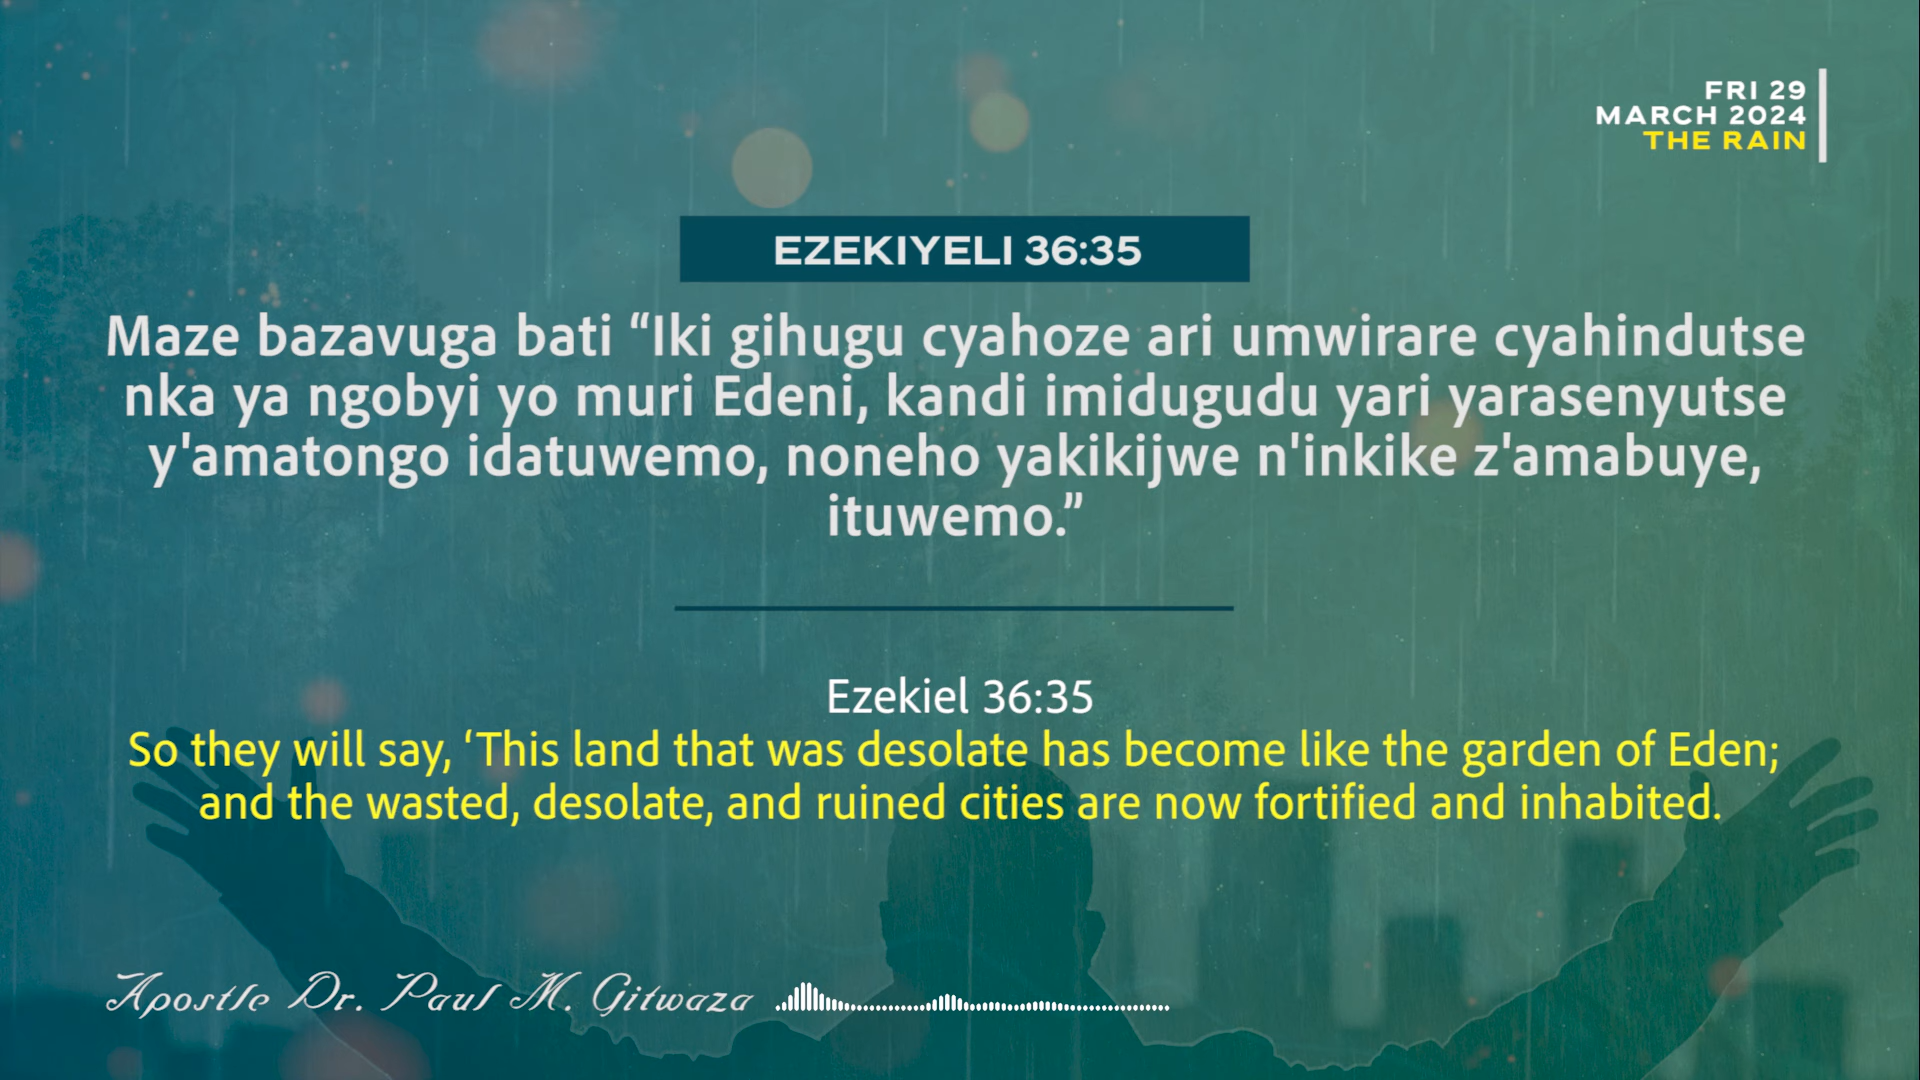 FRI 29
MARCH 2024
THE RAIN
EZEKIYELI 36:35
Maze bazavuga bati “Iki gihugu cyahoze ari umwirare cyahindutse
nka ya ngobyi yo muri Edeni, kandi imidugudu yari yarasenyutse
y'amatongo idatuwemo, noneho yakikijwe n'inkike z'amabuye,
ituwemo.”
Ezekiel 36:35
So they will say, ‘This land that was desolate has become like the garden of Eden;
and the wasted, desolate, and ruined cities are now fortified and inhabited.
Apostle Dr. Paul M. Gitwaza